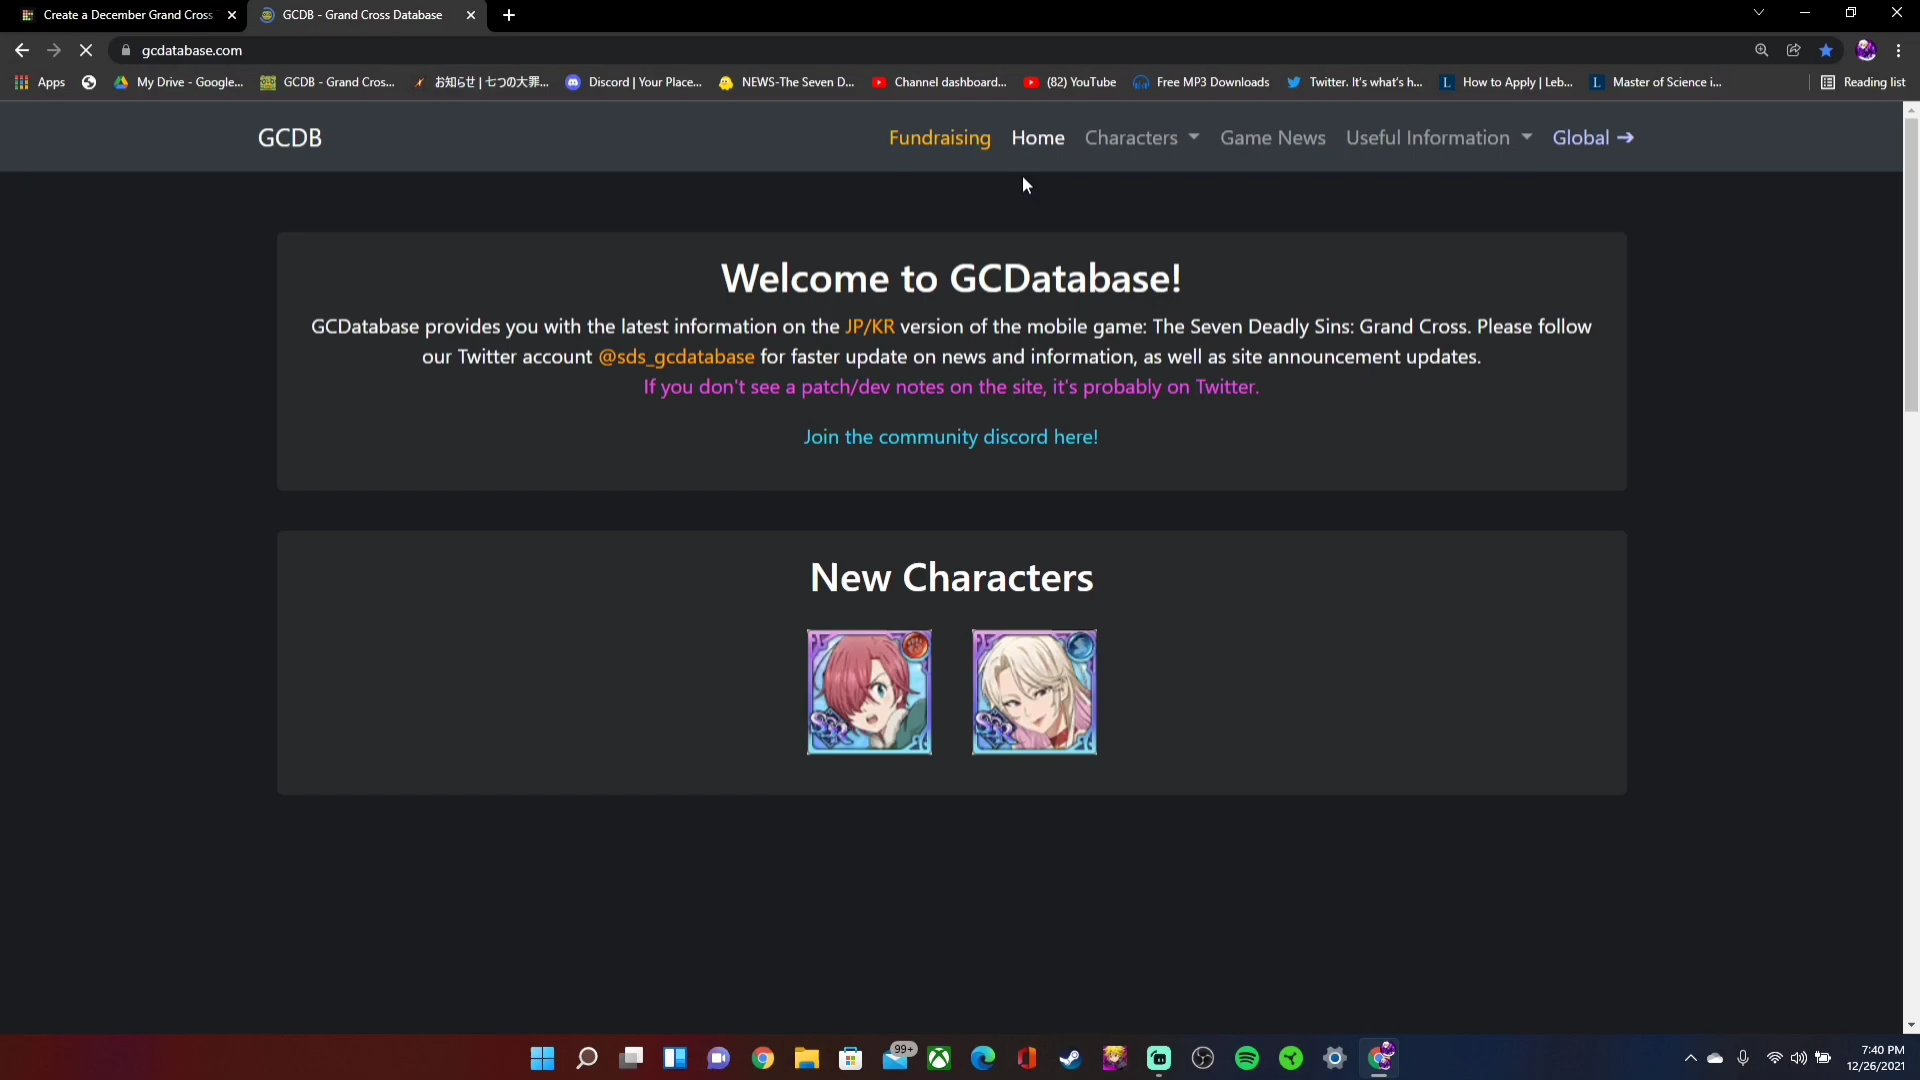 Create a December Grand Cross
GCDB - Grand Cross Database
gcdatabase.com
Apps
My Drive - Google...
GCDB - Grand Cros...
お知らせ | 七つの大罪...
Discord | Your Place...
NEWS-The Seven D...
Channel dashboard...
(82) YouTube
Free MP3 Downloads
Twitter. It's what's h...
How to Apply | Leb...
Master of Science i...
Reading list
GCDB
Fundraising
Home
Characters
Game News
Useful Information
Global →
Welcome to GCDatabase!
GCDatabase provides you with the latest information on the JP/KR version of the mobile game: The Seven Deadly Sins: Grand Cross. Please follow
our Twitter account @sds_gcdatabase for faster update on news and information, as well as site announcement updates.
If you don't see a patch/dev notes on the site, it's probably on Twitter.
Join the community discord here!
New Characters
SSR
SSR
99+
7:40 PM
12/26/2021